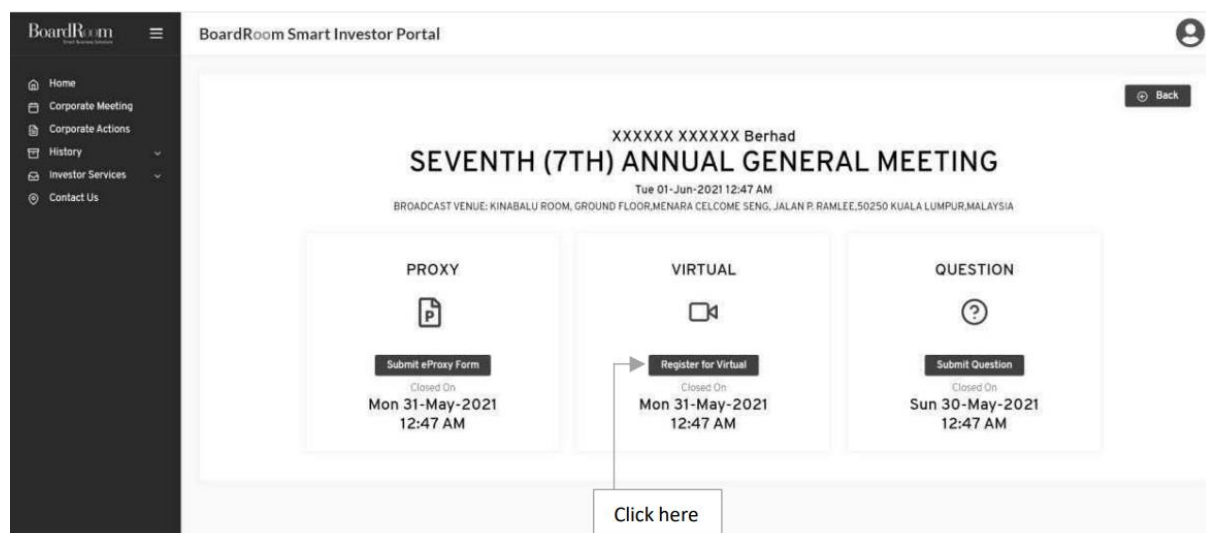 BoardRoom
Smart Business Solutions
BoardRoom Smart Investor Portal
Home
Corporate Meeting
Corporate Actions
History
Investor Services
Contact Us
Back
XXXXXX XXXXXX Berhad
SEVENTH (7TH) ANNUAL GENERAL MEETING
Tue 01-Jun-2021 12:47 AM
BROADCAST VENUE: KINABALU ROOM, GROUND FLOOR,MENARA CELCOME SENG, JALAN P. RAMLEE,50250 KUALA LUMPUR,MALAYSIA
PROXY
P
Submit eProxy Form
Closed On
Mon 31-May-2021
12:47 AM
VIRTUAL
Register for Virtual
Closed On
Mon 31-May-2021
12:47 AM
QUESTION
?
Submit Question
Closed On
Sun 30-May-2021
12:47 AM
Click here